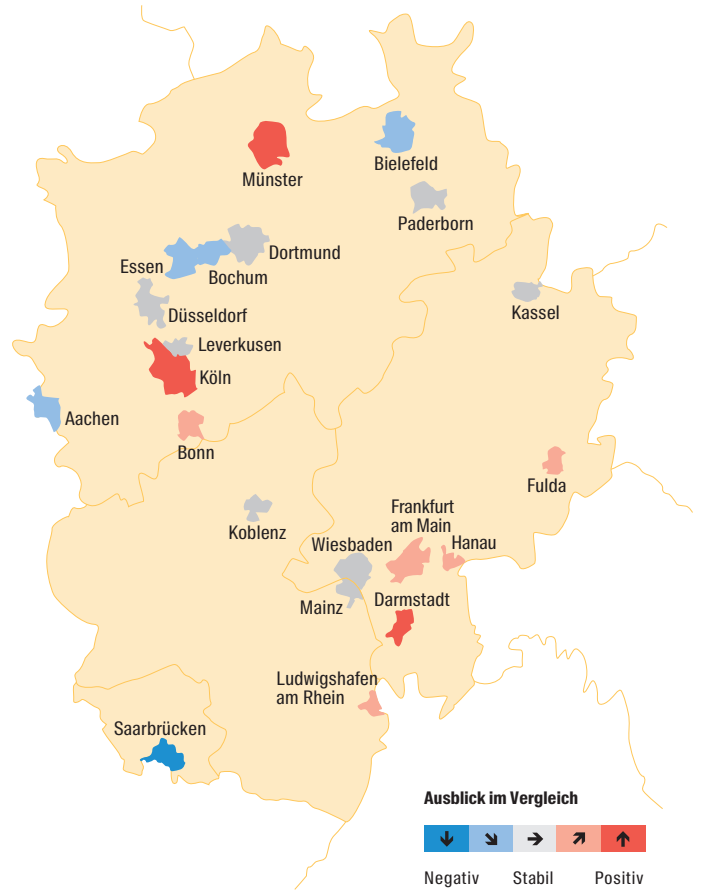 Münster
Bielefeld
Paderborn
Dortmund
Essen
Bochum
Kassel
Düsseldorf
Leverkusen
Köln
Aachen
Bonn
Fulda
Frankfurt
am Main
Koblenz
Hanau
Wiesbaden
Mainz
Darmstadt
Ludwigshafen
am Rhein
Saarbrücken
Ausblick im Vergleich
Negativ Stabil Positiv